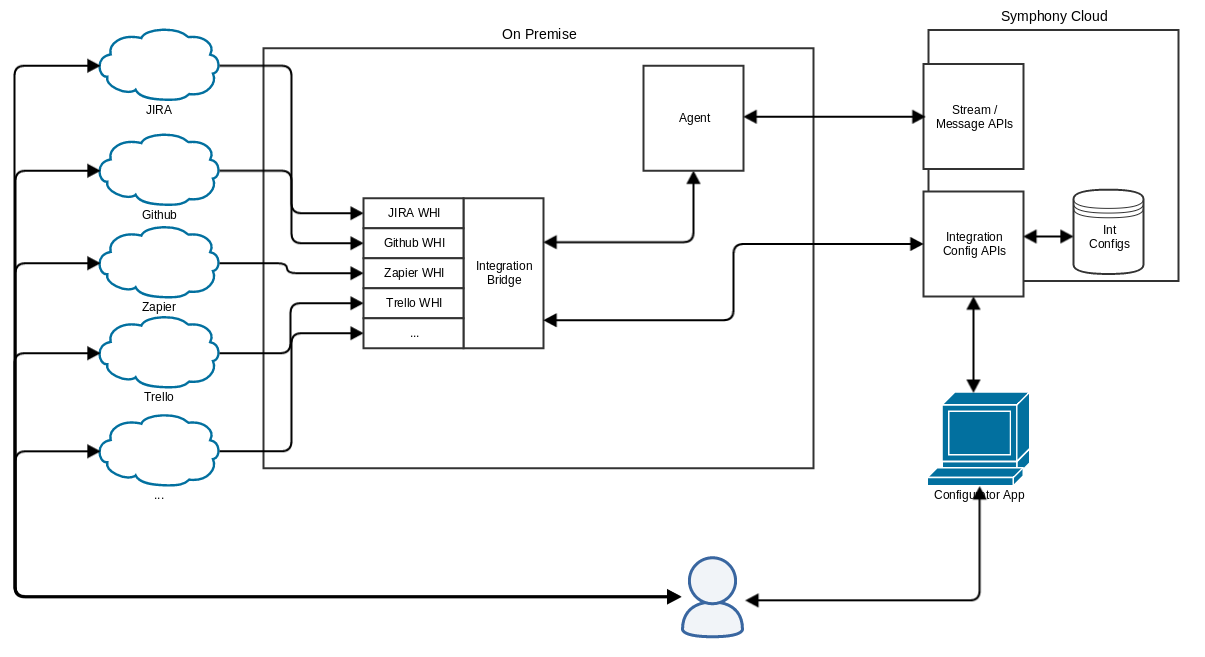 Symphony Cloud
On Premise
JIRA
Agent
Stream /
Message APIs
Github
JIRA WHI
Github WHI
Zapier WHI
Trello WHI
...
Integration
Bridge
Integration
Config APIs
Int
Configs
Zapier
Trello
...
Configurator App